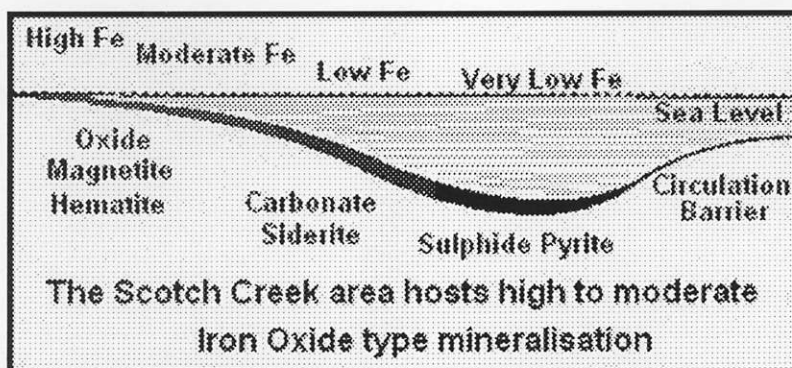 High Fe
Moderate Fe
Low Fe
Very Low Fe
Sea Level
Oxide
Magnetite
Hematite
Carbonate
Siderite
Sulphide Pyrite
Circulation
Barrier
The Scotch Creek area hosts high to moderate
Iron Oxide type mineralisation